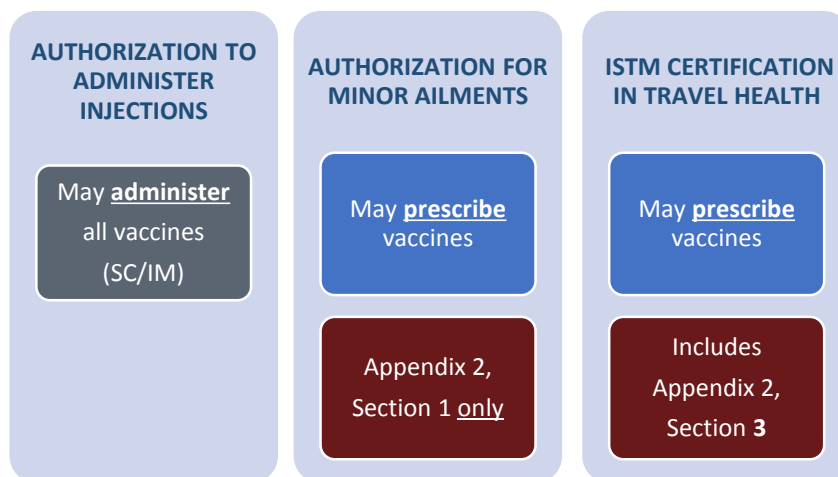 AUTHORIZATION TO
ADMINISTER
INJECTIONS
May administer
all vaccines
(SC/IM)
AUTHORIZATION FOR
MINOR AILMENTS
May prescribe
vaccines
Appendix 2,
Section 1 only
ISTM CERTIFICATION
IN TRAVEL HEALTH
May prescribe
vaccines
Includes
Appendix 2,
Section 3